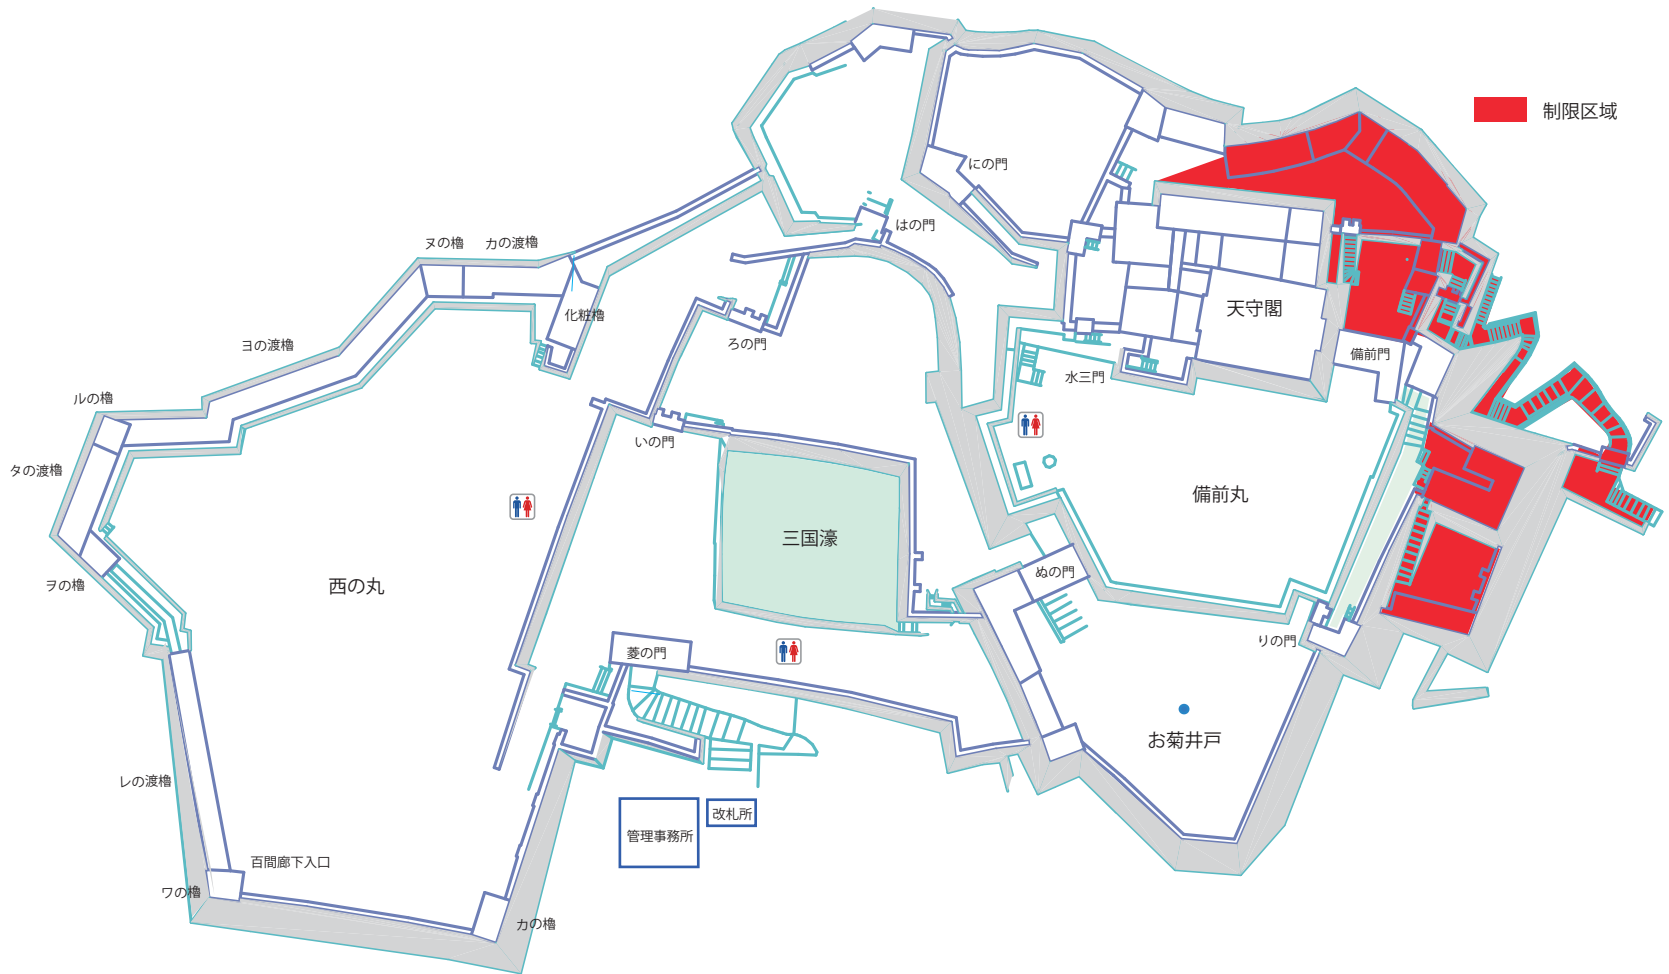 制限区域
にの門
はの門
ヌの櫓
カの渡櫓
天守閣
化粧櫓
ろの門
ヨの渡櫓
備前門
水三門
ルの櫓
いの門
タの渡櫓
備前丸
三国濠
ぬの門
西の丸
ヲの櫓
りの門
菱の門
お菊井戸
レの渡櫓
改札所
管理事務所
百間廊下入口
ワの櫓
カの櫓